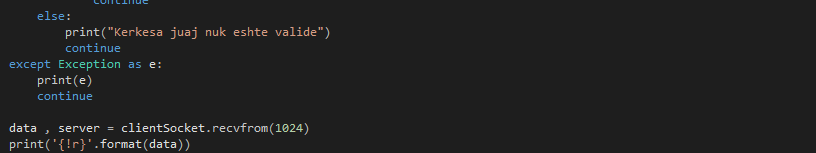 continue
else:
print("Kerkesa juaj nuk eshte valide")
continue
except Exception as e:
print(e)
continue
data , server = clientSocket.recvfrom(1024)
print('{!r}'.format(data))